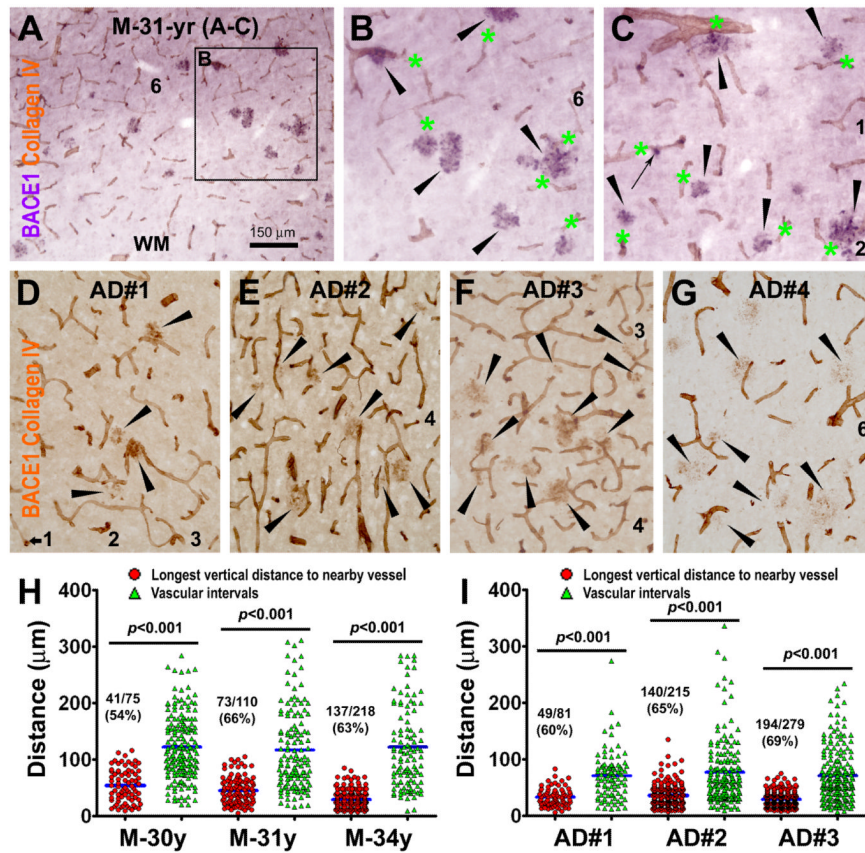 A M-31-yr (A-C)
B
6
WM
150 μm
BACE1 Collagen IV
B
6
C
1
2
D AD#1
1 2 3
E AD#2
4
F AD#3
3
4
G AD#4
6
BACE1 Collagen IV
H
Longest vertical distance to nearby vessel
Vascular intervals
Distance (μm)
400
300
200
100
0
p<0.001
p<0.001
p<0.001
41/75
(54%)
73/110
(66%)
137/218
(63%)
M-30y M-31y M-34y
I
Longest vertical distance to nearby vessel
Vascular intervals
Distance (μm)
400
300
200
100
0
p<0.001
p<0.001
p<0.001
49/81
(60%)
140/215
(65%)
194/279
(69%)
AD#1 AD#2 AD#3